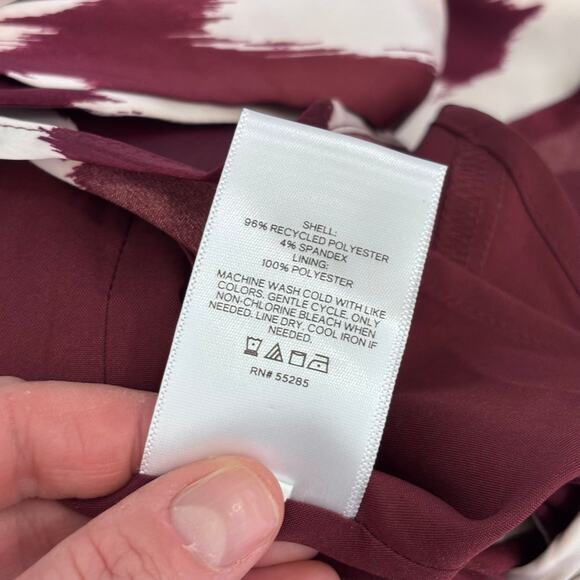 SHELL:
96% RECYCLED POLYESTER
4% SPANDEX
LINING:
100% POLYESTER
MACHINE WASH COLD WITH LIKE
COLORS. GENTLE CYCLE. ONLY
NON-CHLORINE BLEACH WHEN
NEEDED. LINE DRY. COOL IRON IF
NEEDED.
RN# 55285